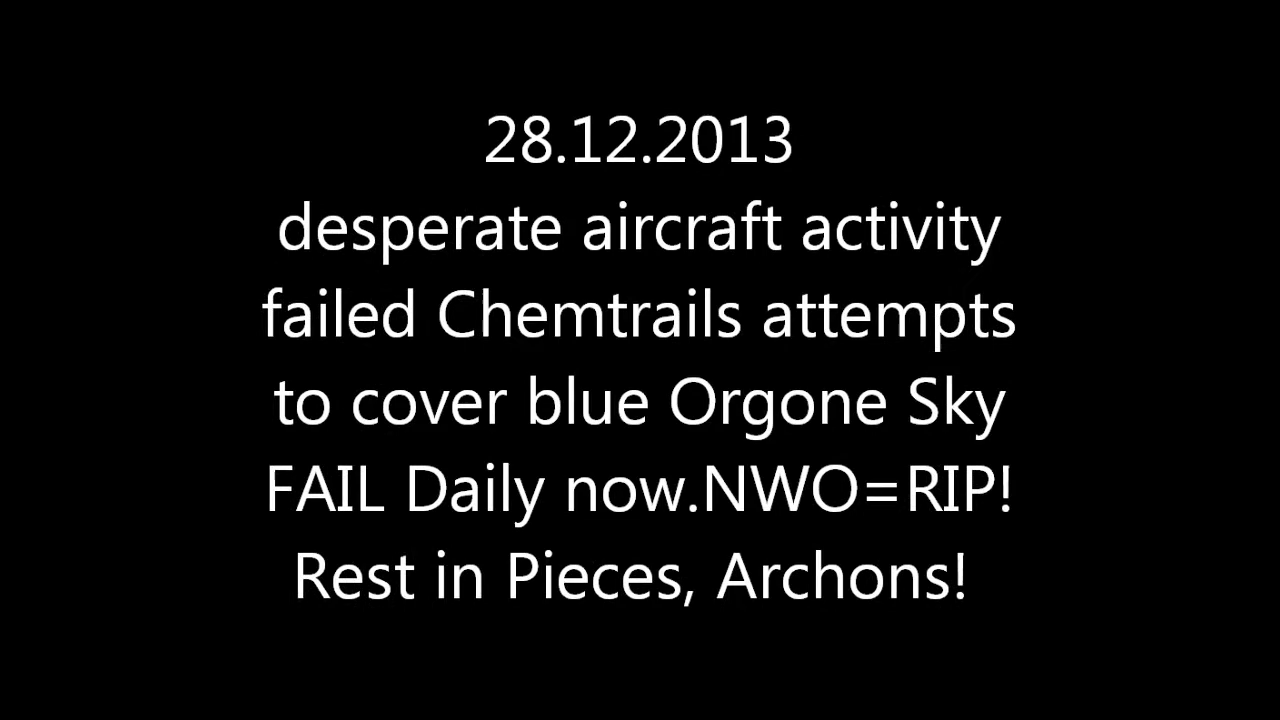 28.12.2013
desperate aircraft activity
failed Chemtrails attempts
to cover blue Orgone Sky
FAIL Daily now.NWO=RIP!
Rest in Pieces, Archons!